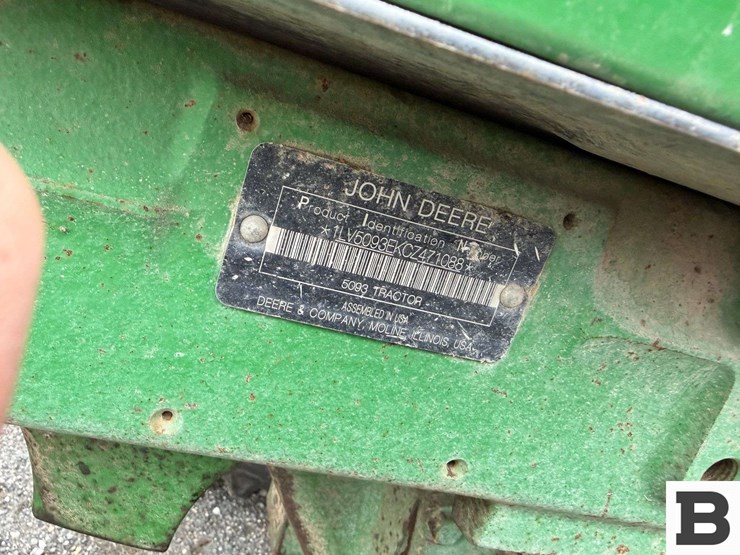 JOHN DEERE
Product Identification Number
*1LV5093EKCZ471088*
5093 TRACTOR
ASSEMBLED IN USA
DEERE & COMPANY, MOLINE, ILLINOIS, USA
B